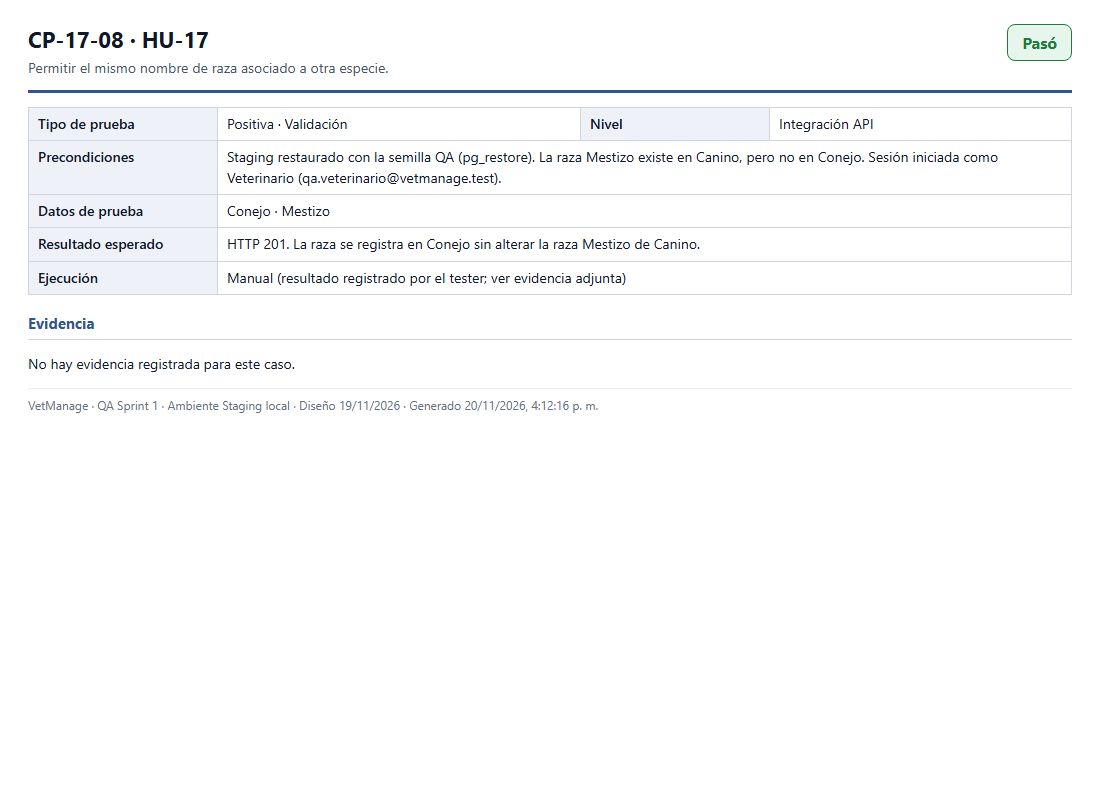 CP-17-08 · HU-17
Pasó
Permitir el mismo nombre de raza asociado a otra especie.
Tipo de prueba
Positiva · Validación
Nivel
Integración API
Precondiciones
Staging restaurado con la semilla QA (pg_restore). La raza Mestizo existe en Canino, pero no en Conejo. Sesión iniciada como
Veterinario (qa.veterinario@vetmanage.test).
Datos de prueba
Conejo · Mestizo
Resultado esperado
HTTP 201. La raza se registra en Conejo sin alterar la raza Mestizo de Canino.
Ejecución
Manual (resultado registrado por el tester; ver evidencia adjunta)
Evidencia
No hay evidencia registrada para este caso.
VetManage · QA Sprint 1 · Ambiente Staging local · Diseño 19/11/2026 · Generado 20/11/2026, 4:12:16 p. m.